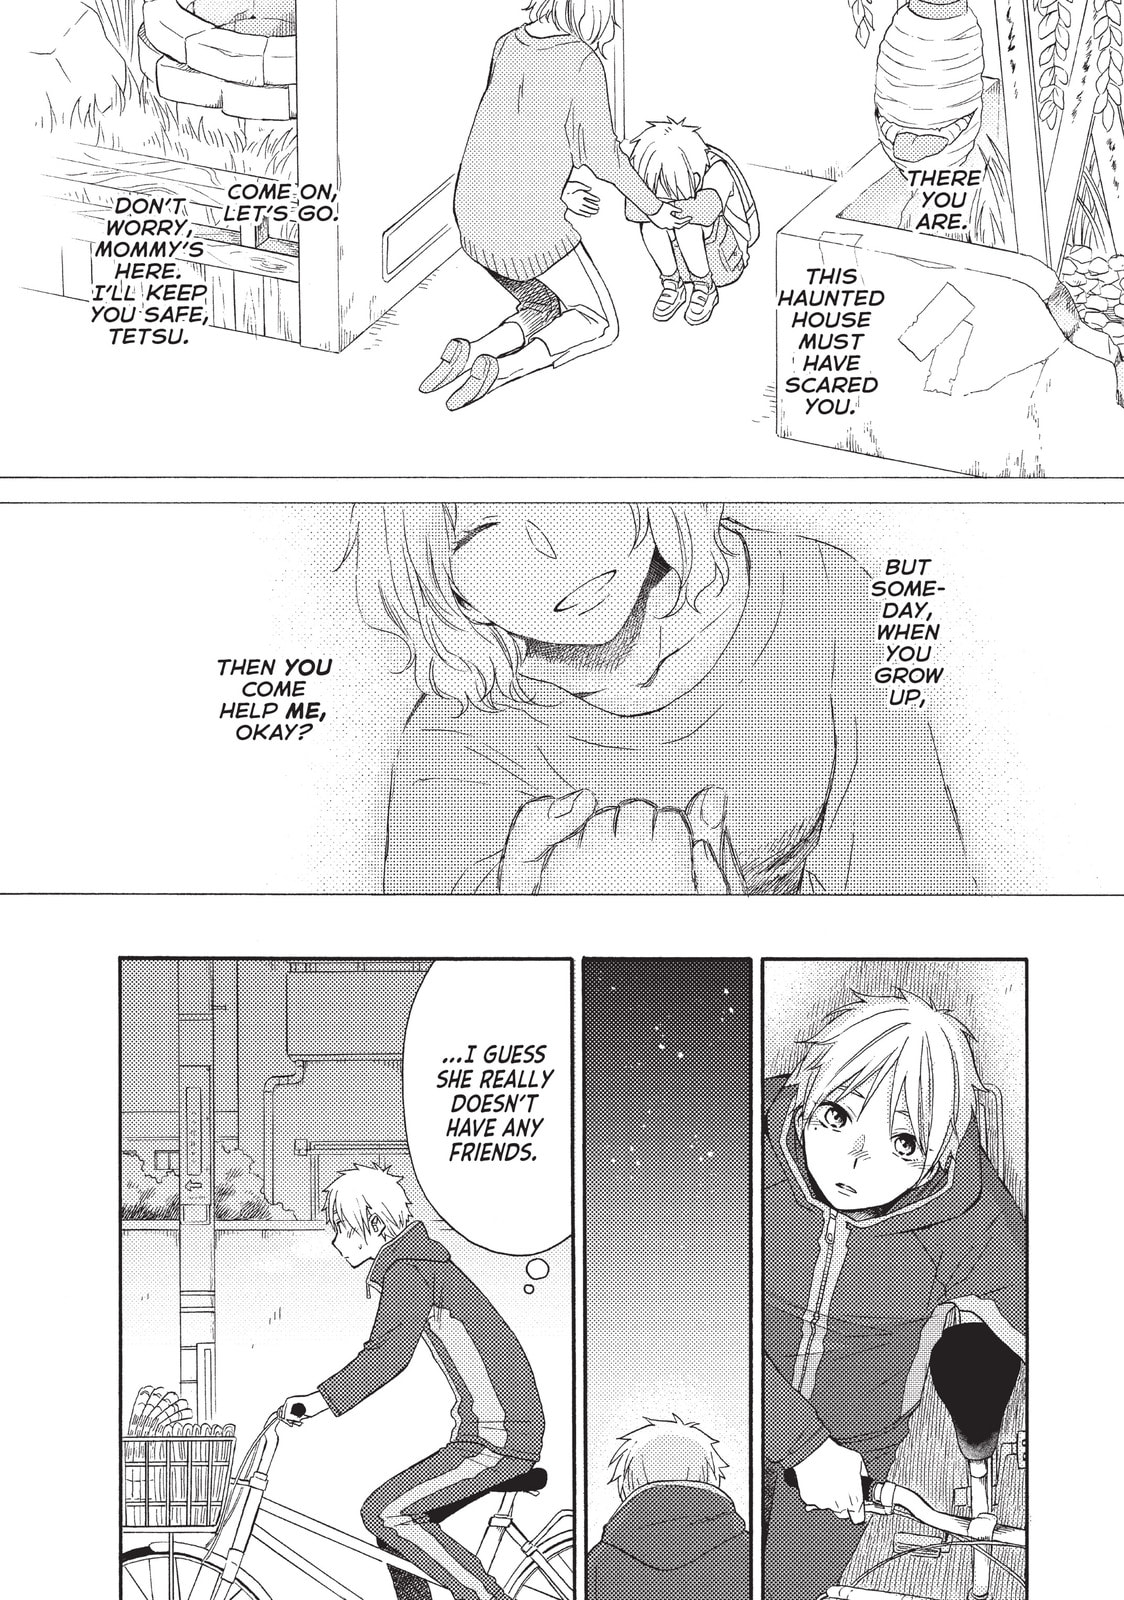 THERE
YOU
ARE.
THIS
HAUNTED
HOUSE
MUST
HAVE
SCARED
YOU.
COME ON,
LET'S GO.
DON'T
WORRY,
MOMMY'S
HERE.
I'LL KEEP
YOU SAFE,
TETSU.
BUT
SOME-
DAY,
WHEN
YOU
GROW
UP,
THEN YOU
COME
HELP ME,
OKAY?
...I GUESS
SHE REALLY
DOESN'T
HAVE ANY
FRIENDS.